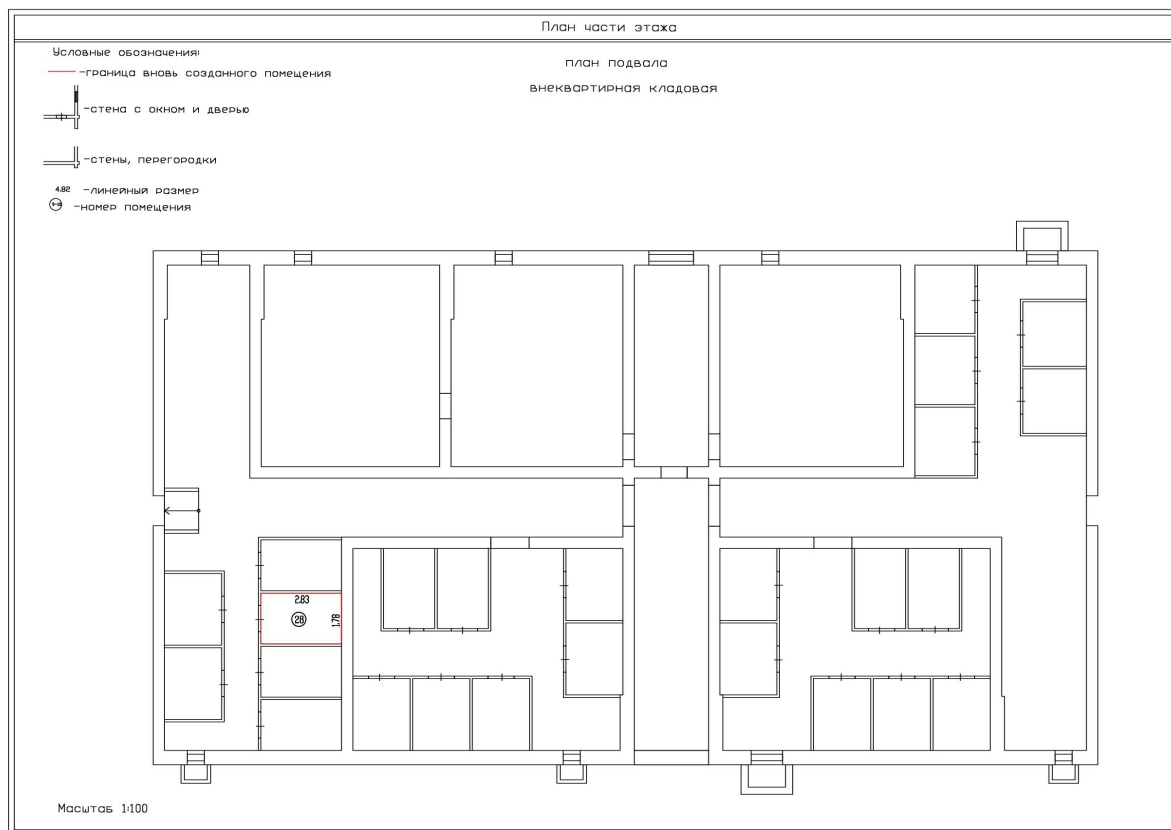 План части этажа
Условные обозначения:
-граница вновь созданного помещения
-стена с окном и дверью
-стены, перегородки
4.82 -линейный размер
-номер помещения
план подвала
внеквартирная кладовая
2.83
28
1.78
Масштаб 1:100